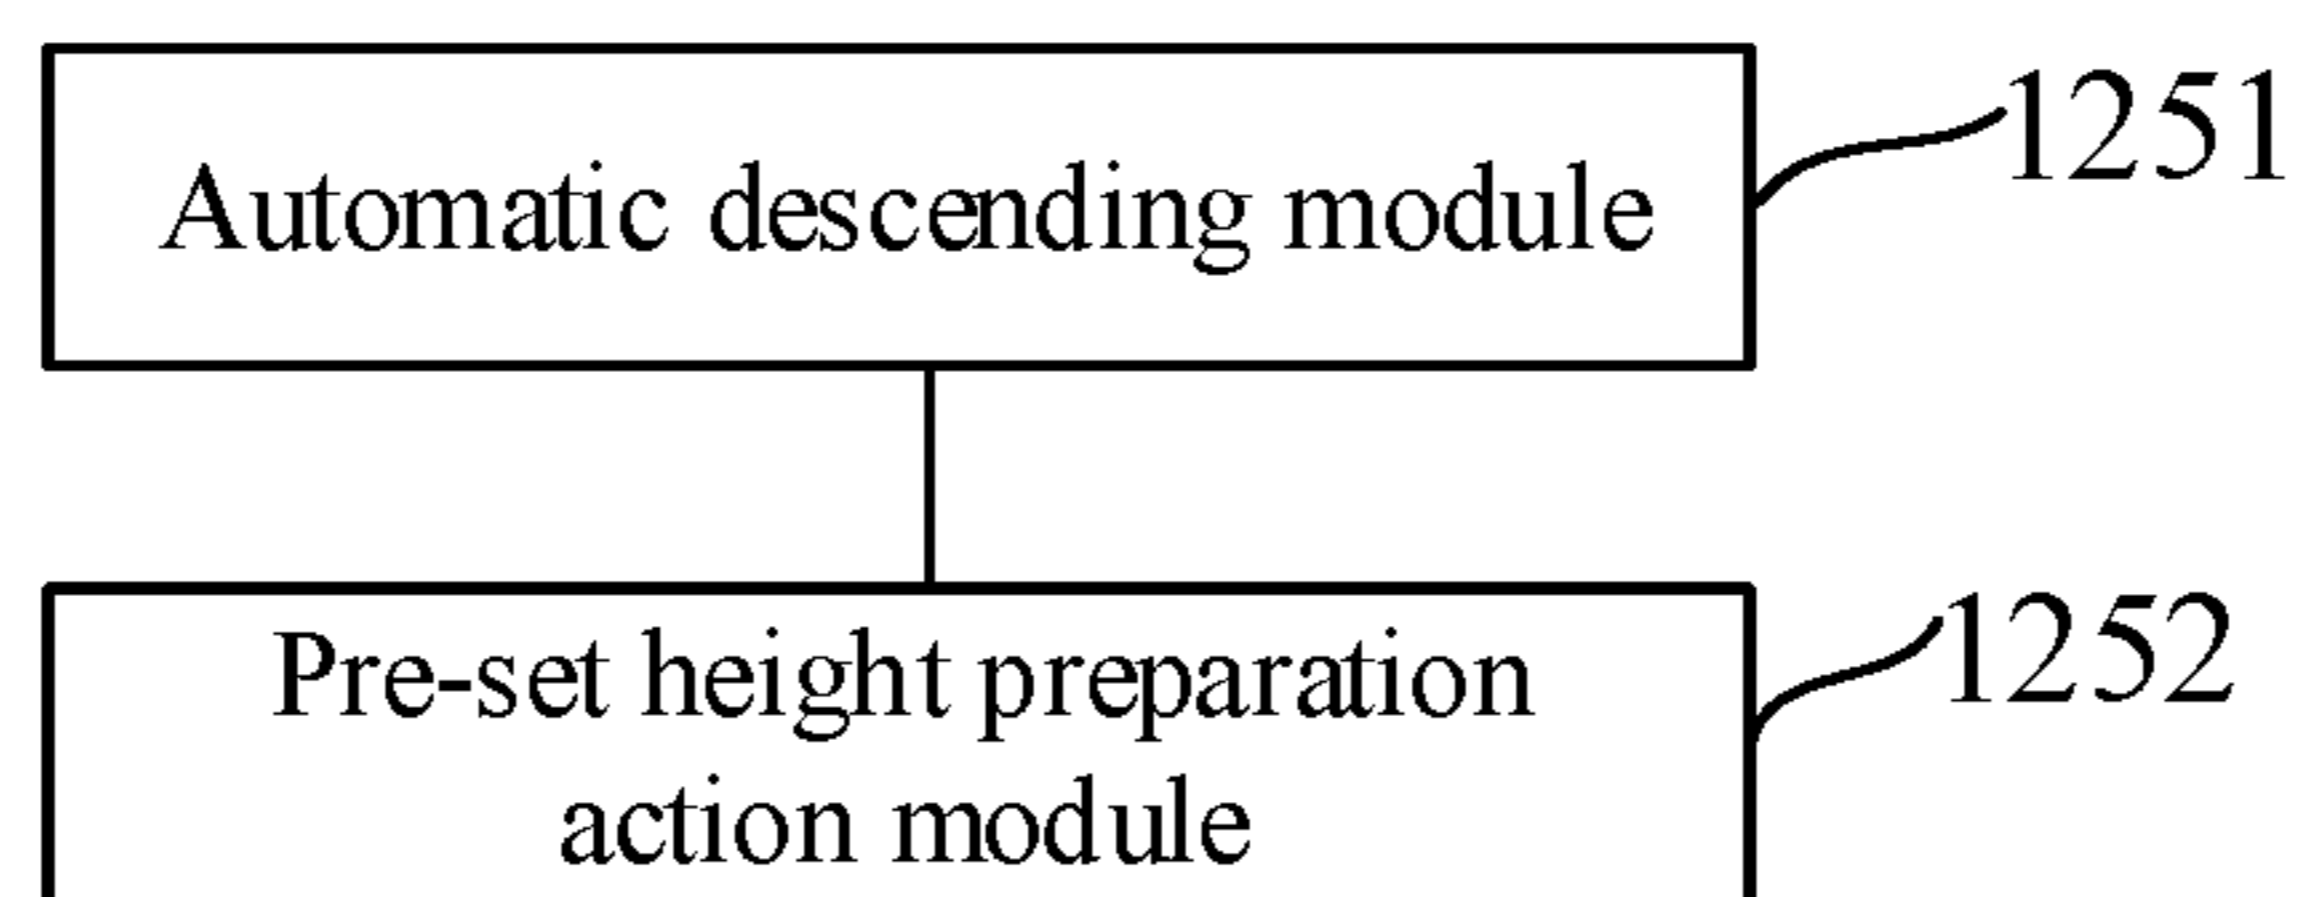 Automatic descending module
1251
Pre-set height preparation
action module
1252